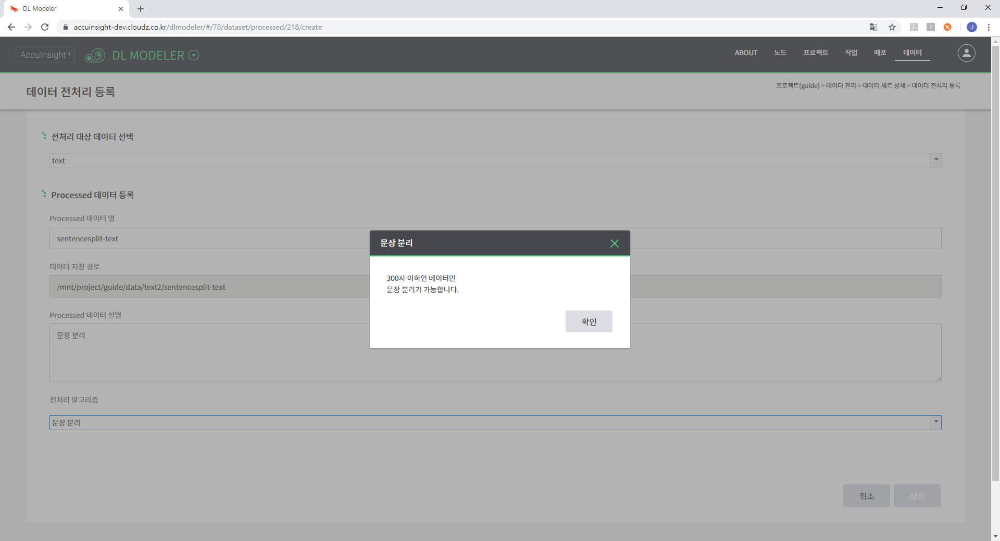 DL Modeler
accuinsight-dev.cloudz.co.kr/dlmodeler/#/78/dataset/processed/218/create
J
AccuInsight+
DL MODELER
ABOUT
노드
프로젝트
작업
배포
데이터
데이터 전처리 등록
프로젝트(guide) > 데이터 관리 > 데이터 세트 상세 > 데이터 전처리 등록
전처리 대상 데이터 선택
text
Processed 데이터 등록
Processed 데이터 명
sentencesplit-text
데이터 저장 경로
/mnt/project/guide/data/text2/sentencesplit-text
Processed 데이터 설명
문장 분리
전처리 알고리즘
문장 분리
문장 분리
300자 이하인 데이터만
문장 분리가 가능합니다.
확인
취소
생성